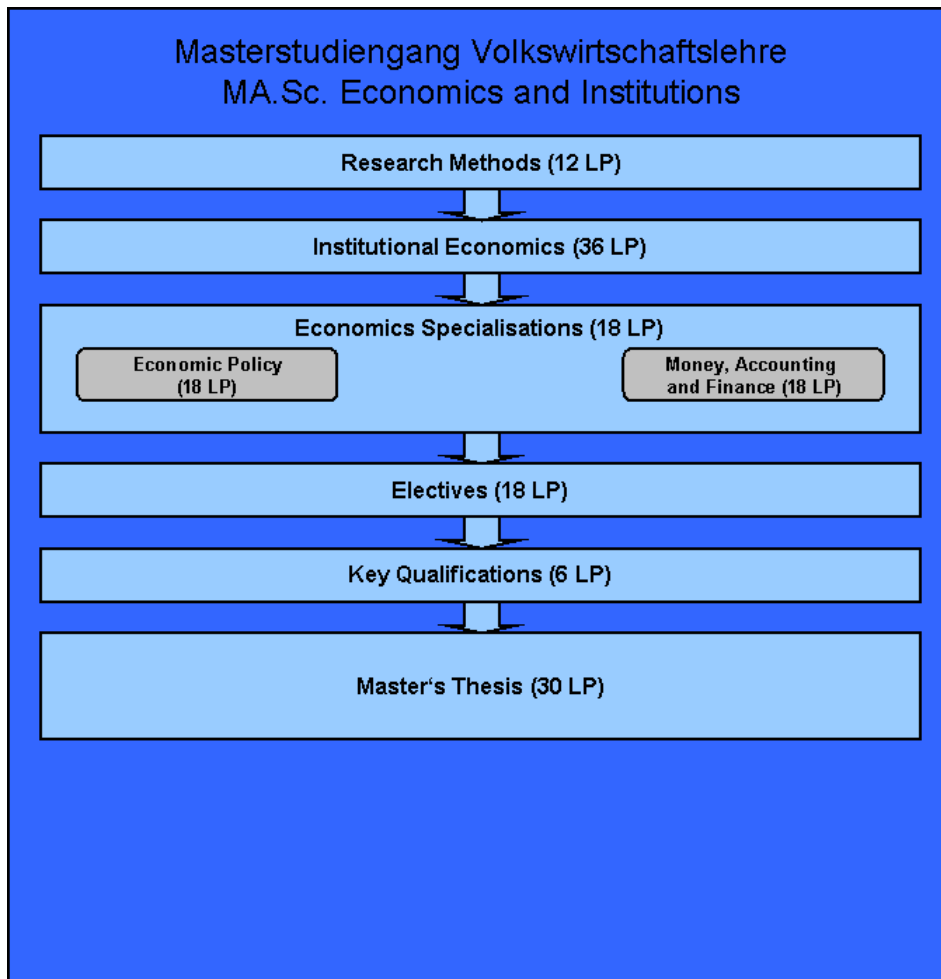 Masterstudiengang Volkswirtschaftslehre
MA.Sc. Economics and Institutions
Research Methods (12 LP)
Institutional Economics (36 LP)
Economics Specialisations (18 LP)
Economic Policy
(18 LP)
Money, Accounting
and Finance (18 LP)
Electives (18 LP)
Key Qualifications (6 LP)
Master‘s Thesis (30 LP)